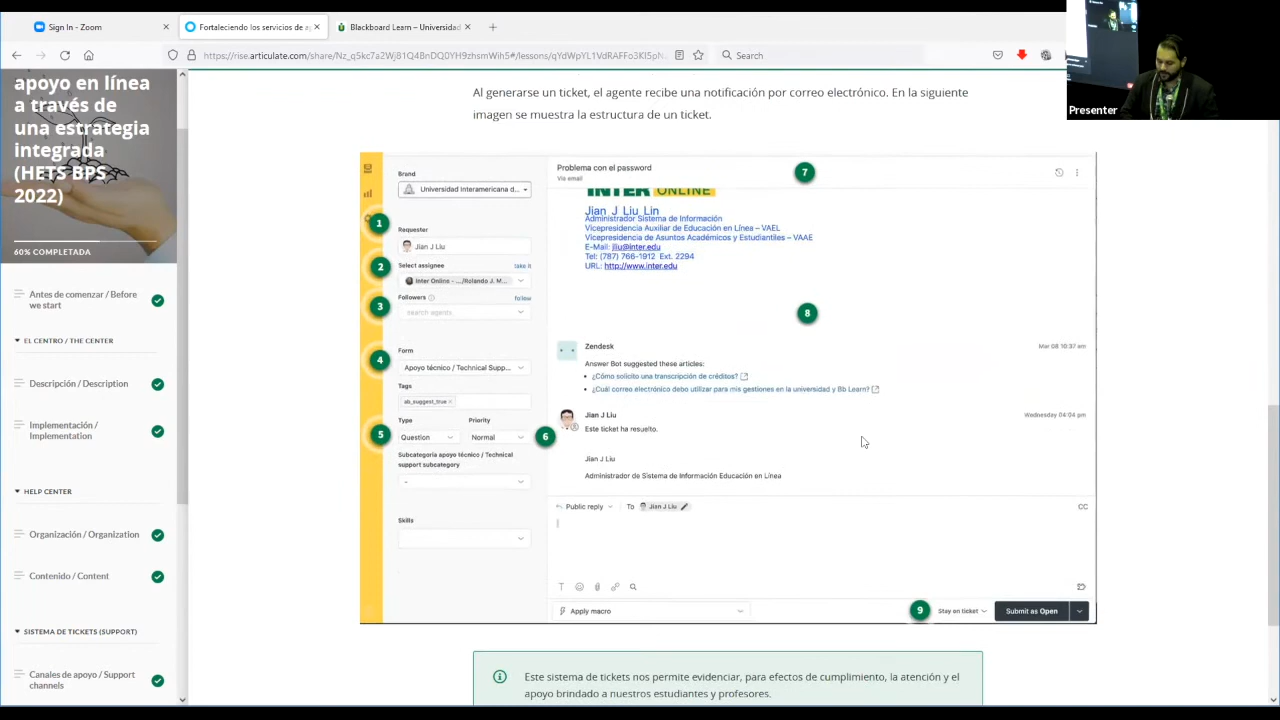 Sign In - Zoom
Fortaleciendo los servicios de a
Blackboard Learn – Universidad
https://rise.articulate.com/share/Nz_q5kc7a2Wj81Q4BnDQ0YH9zhsmWih5#/lessons/qYdWpYL1VdRAFFo3KI5pN
Search
Presenter
apoyo en línea
a través de
una estrategia
integrada
(HETS BPS
2022)
60% COMPLETADA
Antes de comenzar / Before
we start
EL CENTRO / THE CENTER
Descripción / Description
Implementación /
Implementation
HELP CENTER
Organización / Organization
Contenido / Content
SISTEMA DE TICKETS (SUPPORT)
Canales de apoyo / Support
channels
Al generarse un ticket, el agente recibe una notificación por correo electrónico. En la siguiente
imagen se muestra la estructura de un ticket.
Brand
Universidad Interamericana d...
1
Requester
Jian J Liu
2
Select assignee
take it
Inter Online - .../Rolando J. M...
3
Followers
follow
search agents
4
Form
Apoyo técnico / Technical Supp...
Tags
ab_suggest_true ×
5
Type
Priority
Question
Normal
6
Subcategoría apoyo técnico / Technical
support subcategory
-
Skills
Problema con el password
Via email
7
INTER ONLINE
Jian J Liu Lin
Administrador Sistema de Información
Vicepresidencia Auxiliar de Educación en Línea – VAEL
Vicepresidencia de Asuntos Académicos y Estudiantiles – VAAE
E-Mail: jliu@inter.edu
Tel: (787) 766-1912 Ext. 2294
URL: http://www.inter.edu
8
Zendesk
Mar 08 10:37 am
Answer Bot suggested these articles:
• ¿Cómo solicito una transcripción de créditos?
• ¿Cuál correo electrónico debo utilizar para mis gestiones en la universidad y Bb Learn?
Jian J Liu
Wednesday 04:04 pm
Este ticket ha resuelto.
Jian J Liu
Administrador de Sistema de Información Educación en Línea
Public reply
To
Jian J Liu
CC
Apply macro
9
Stay on ticket
Submit as Open
Este sistema de tickets nos permite evidenciar, para efectos de cumplimiento, la atención y el
apoyo brindado a nuestros estudiantes y profesores.